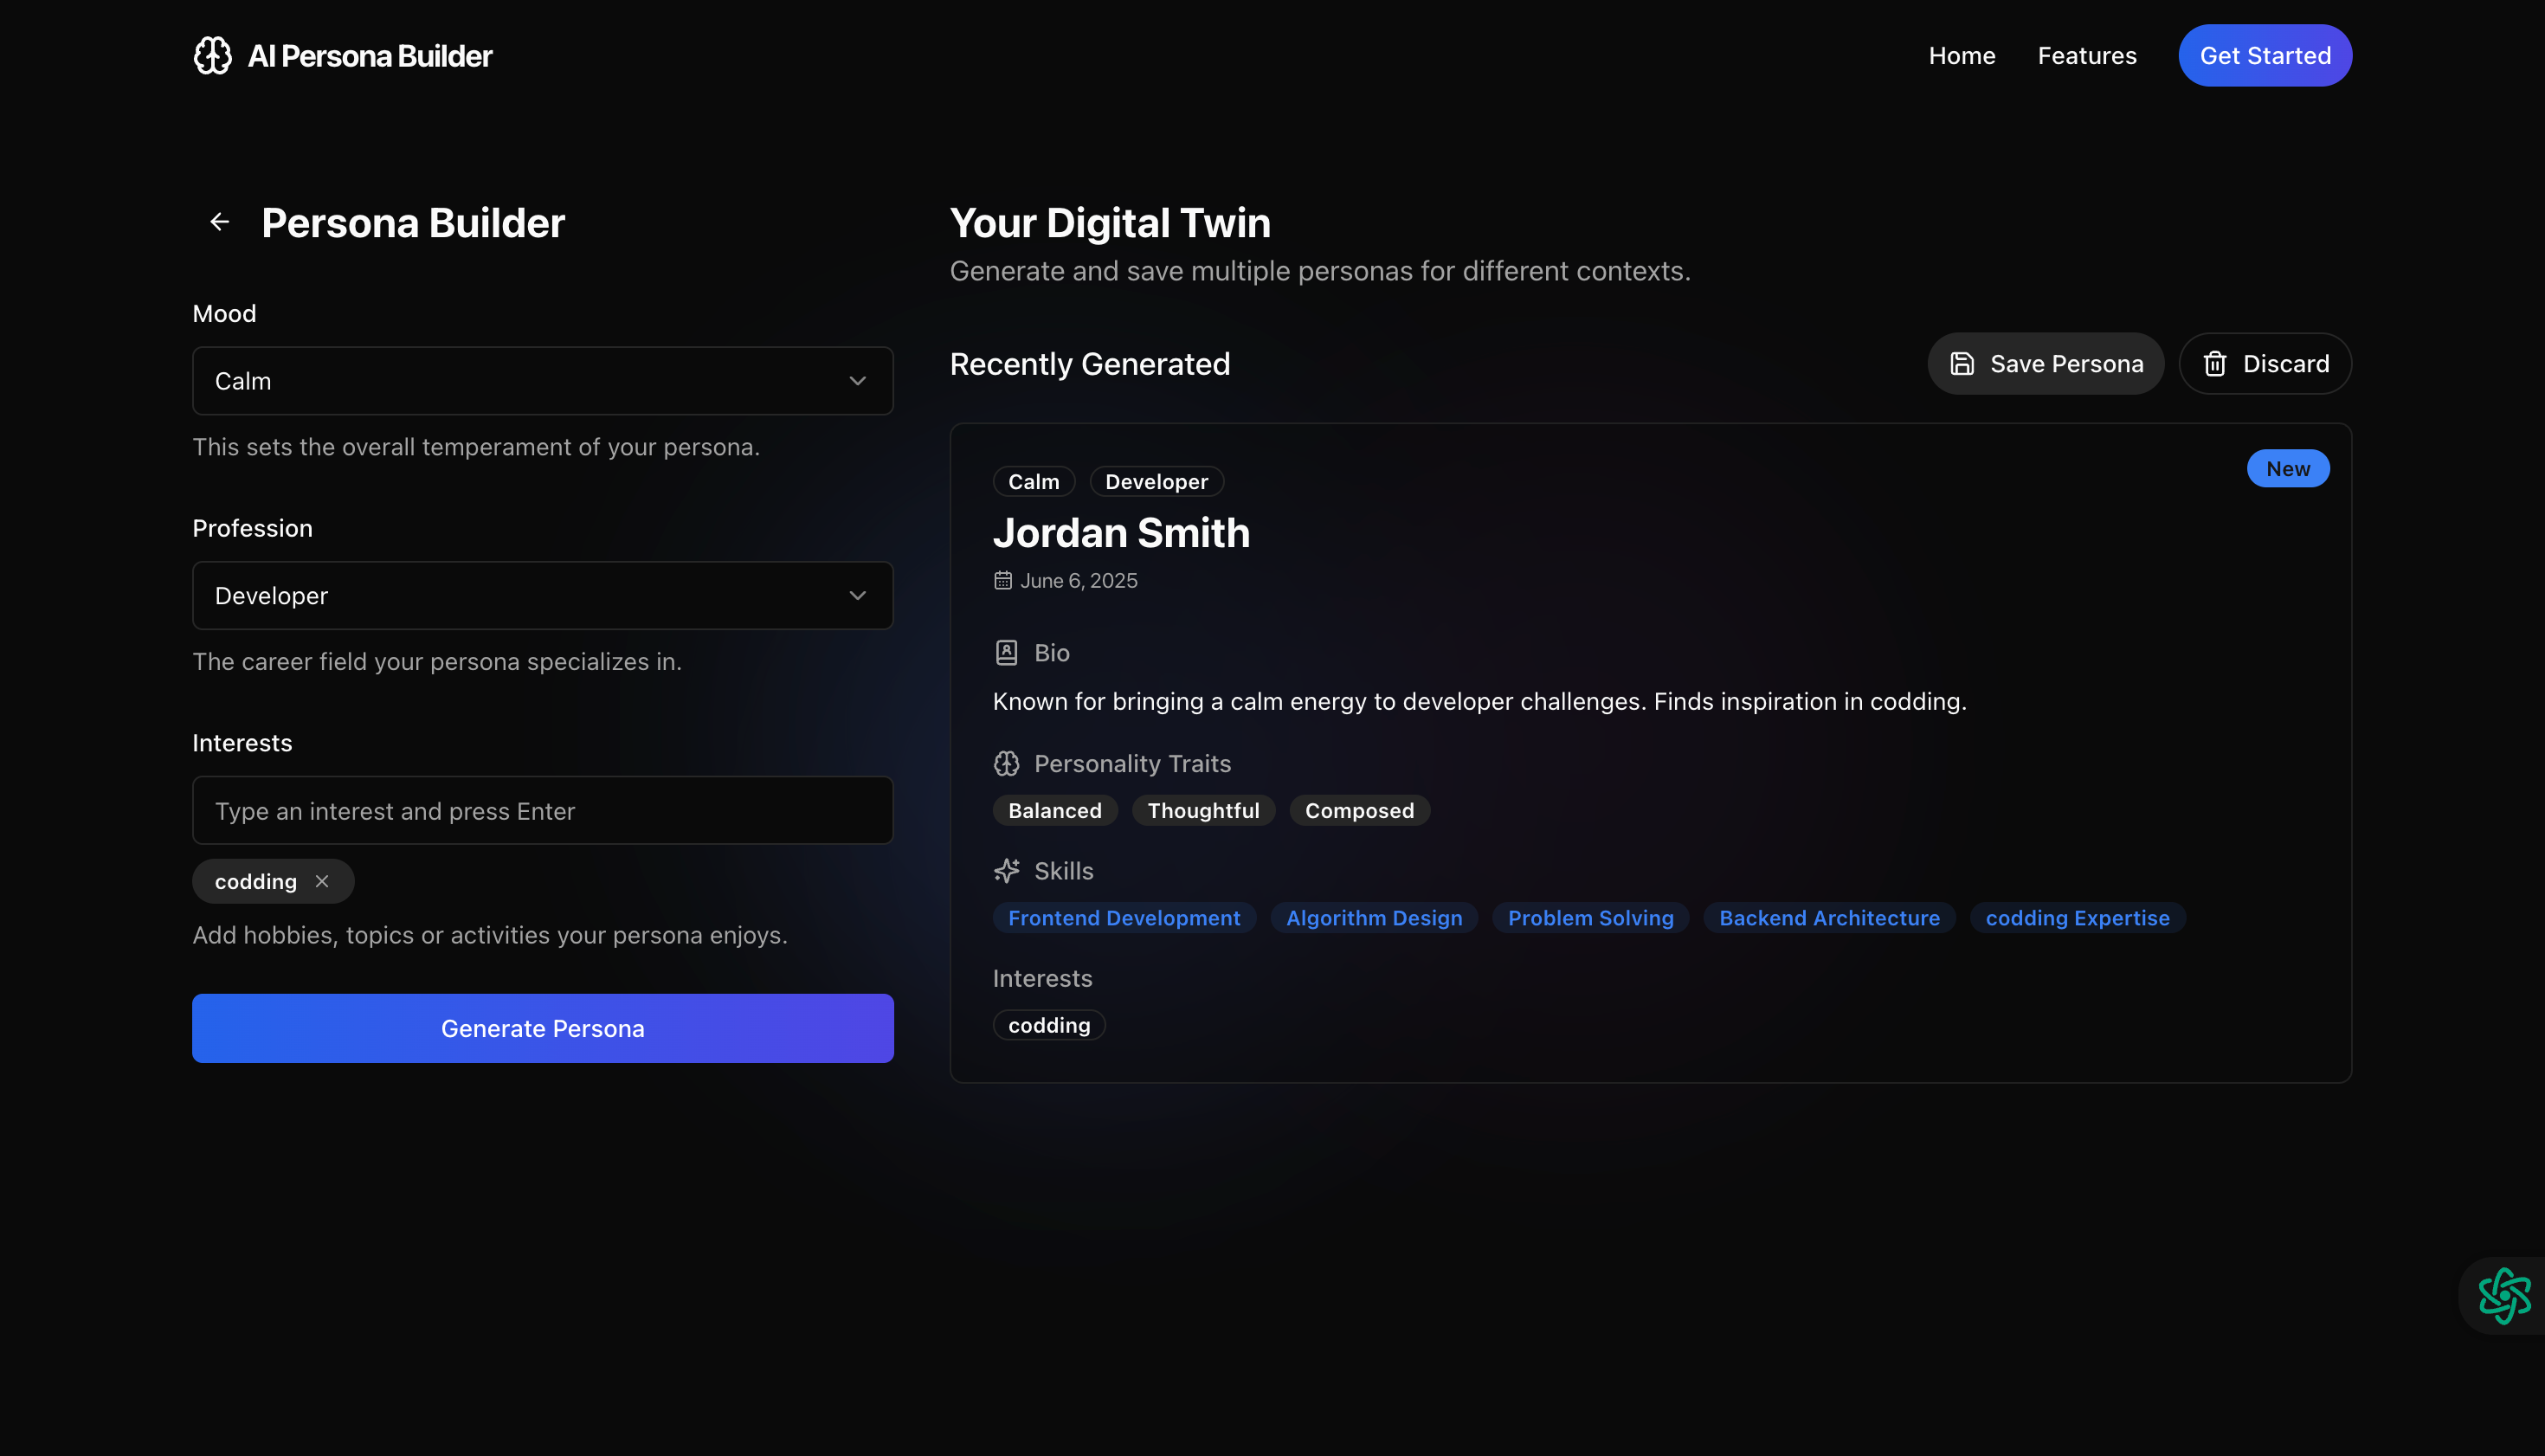 AI Persona Builder
Home
Features
Get Started
Persona Builder
Mood
Calm
This sets the overall temperament of your persona.
Profession
Developer
The career field your persona specializes in.
Interests
Type an interest and press Enter
codding
Add hobbies, topics or activities your persona enjoys.
Generate Persona
Your Digital Twin
Generate and save multiple personas for different contexts.
Recently Generated
Save Persona
Discard
New
Calm
Developer
Jordan Smith
June 6, 2025
Bio
Known for bringing a calm energy to developer challenges. Finds inspiration in codding.
Personality Traits
Balanced
Thoughtful
Composed
Skills
Frontend Development
Algorithm Design
Problem Solving
Backend Architecture
codding Expertise
Interests
codding